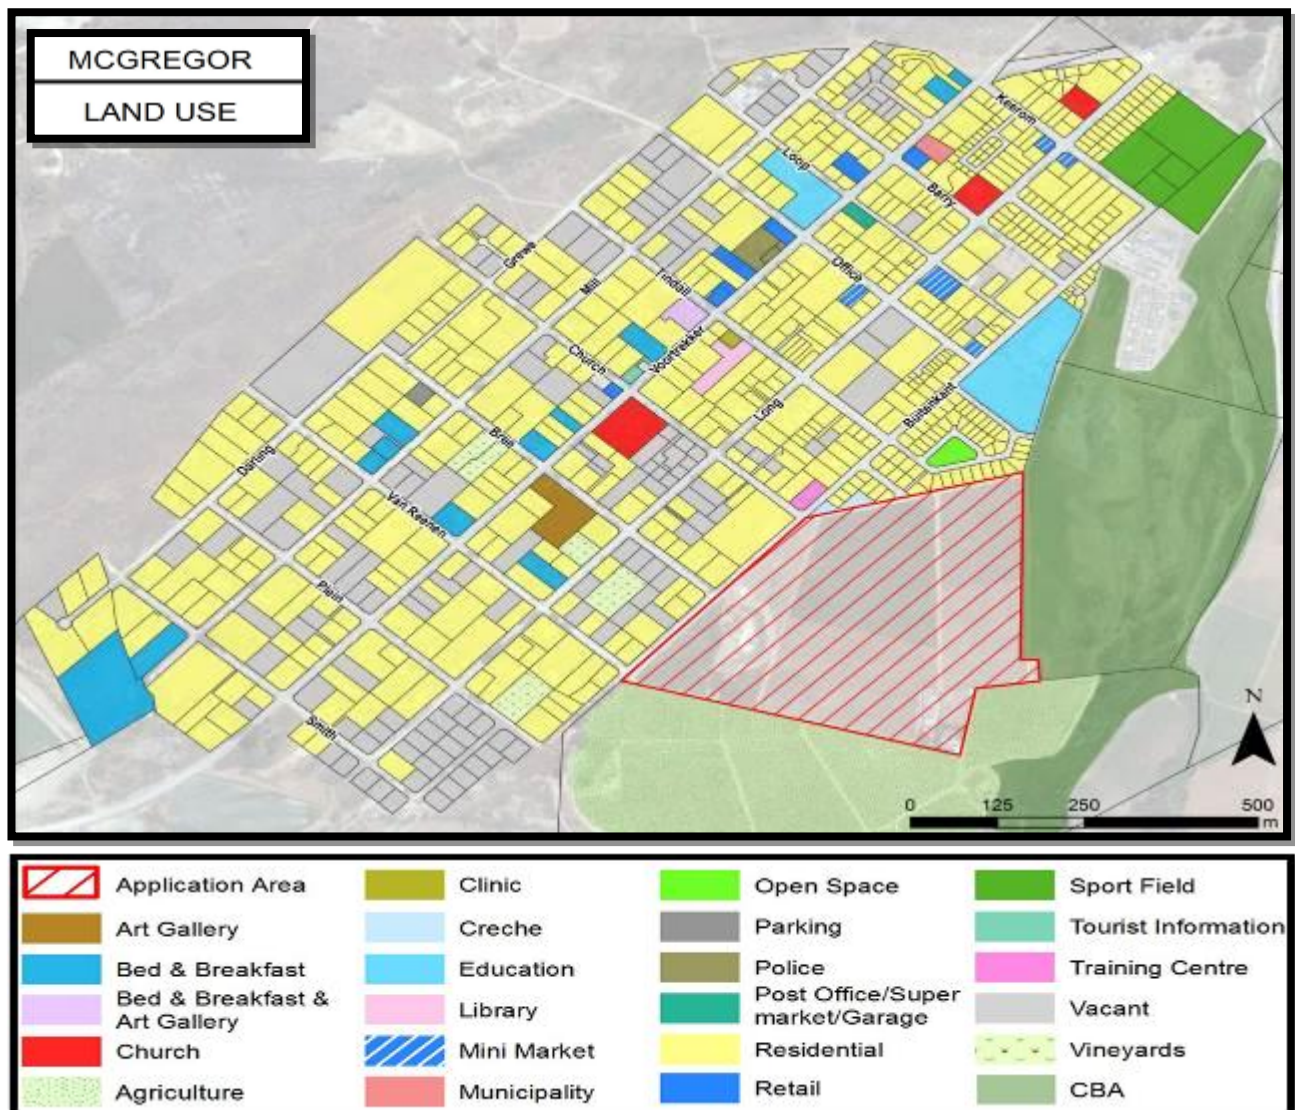 MCGREGOR
LAND USE
Keerom
Loop
Barry
Grewe
Mill
Tindall
Office
Voortrekker
Church
Long
Buitenkant
Bree
Darling
Van Reenen
Plein
Smith
N
0 125 250 500
m
Application Area
Clinic
Open Space
Sport Field
Art Gallery
Creche
Parking
Tourist Information
Bed & Breakfast
Education
Police
Training Centre
Bed & Breakfast &
Art Gallery
Library
Post Office/Super
market/Garage
Vacant
Church
Mini Market
Residential
Vineyards
Agriculture
Municipality
Retail
CBA